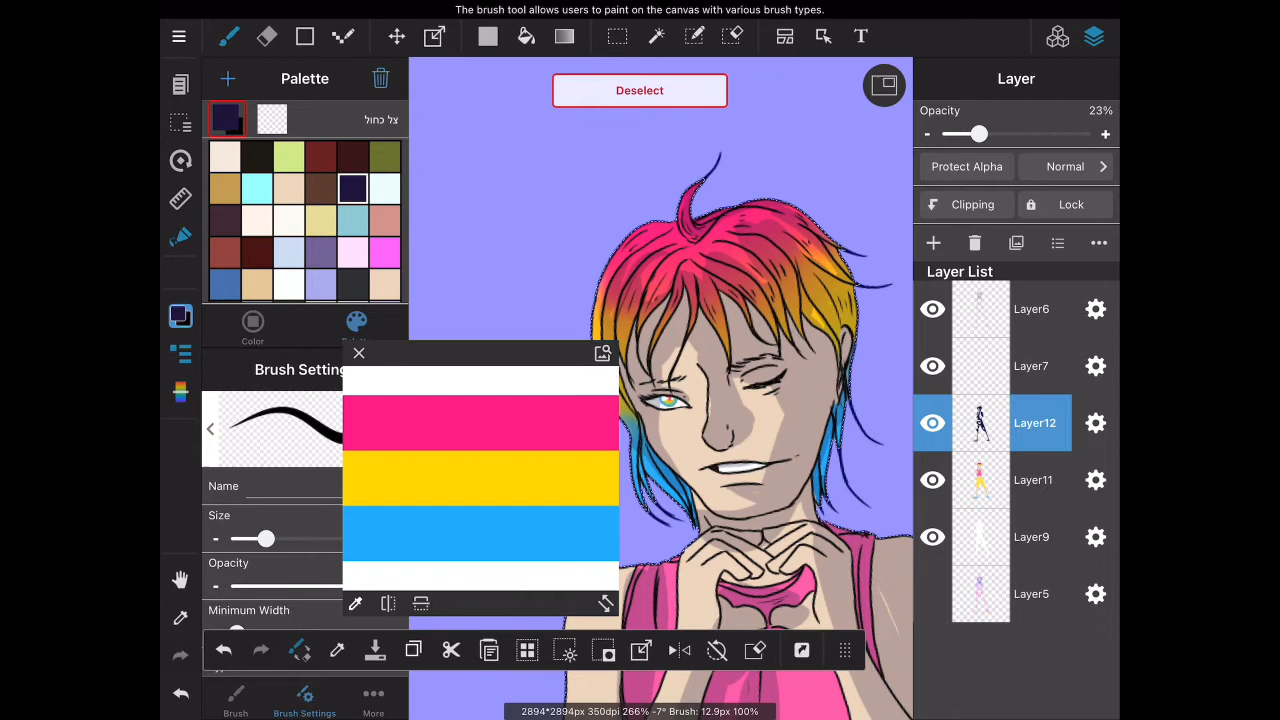 The brush tool allows users to paint on the canvas with various brush types.
T
Palette
Deselect
Layer
צל כחול
Opacity
23%
-
+
Protect Alpha
Normal
Clipping
Lock
Layer List
Layer6
Color
Layer7
Brush Setting
Layer12
Name
Layer11
Size
-
Layer9
Opacity
-
Layer5
Minimum Width
-
Brush
Brush Settings
More
2894*2894px 350dpi 266% -7° Brush: 12.9px 100%